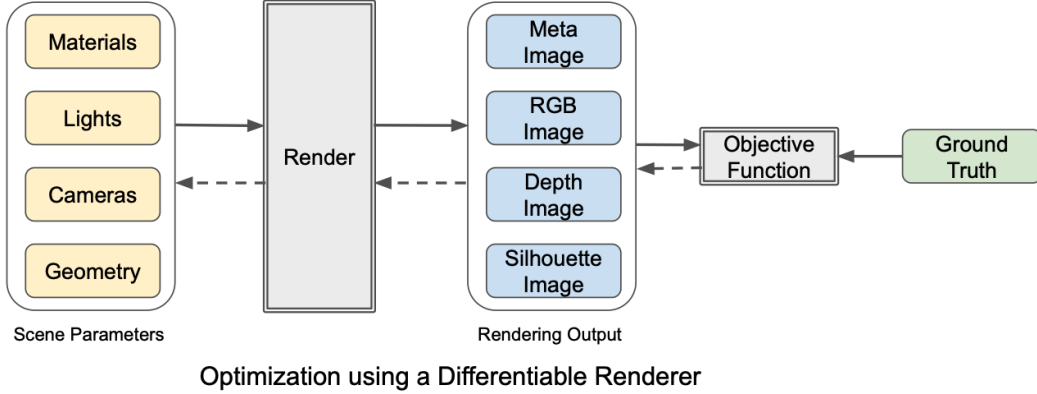 Materials
Lights
Cameras
Geometry
Scene Parameters
Render
Meta
Image
RGB
Image
Depth
Image
Silhouette
Image
Rendering Output
Objective
Function
Ground
Truth
Optimization using a Differentiable Renderer